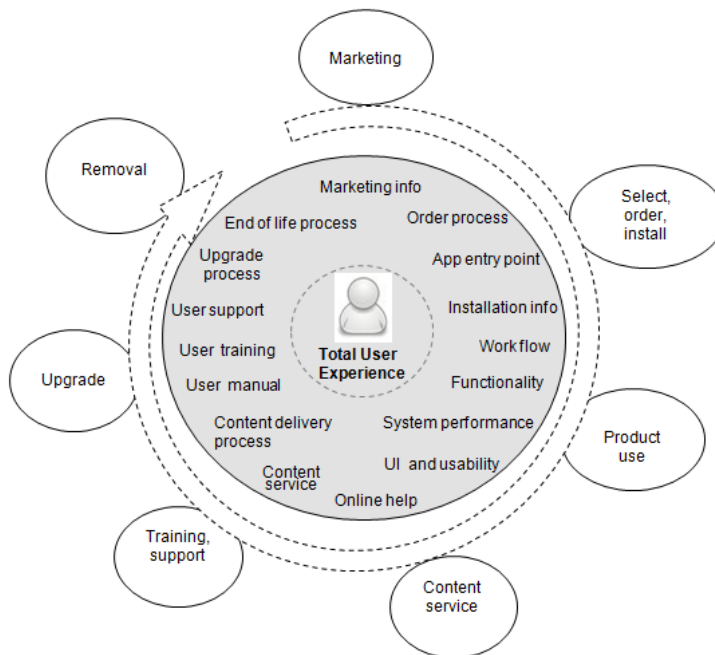 Marketing
Removal
Select,
order,
install
Marketing info
End of life process
Order process
Upgrade
process
App entry point
User support
Installation info
Total User
Experience
User training
Work flow
User manual
Functionality
Upgrade
Content delivery
process
System performance
Product
use
UI and usability
Content
service
Online help
Training,
support
Content
service